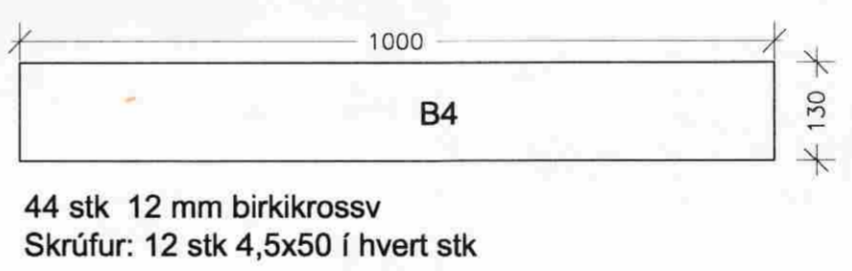 1000
B4
130
44 stk 12 mm birkikrossv
Skrúfur: 12 stk 4,5x50 í hvert stk